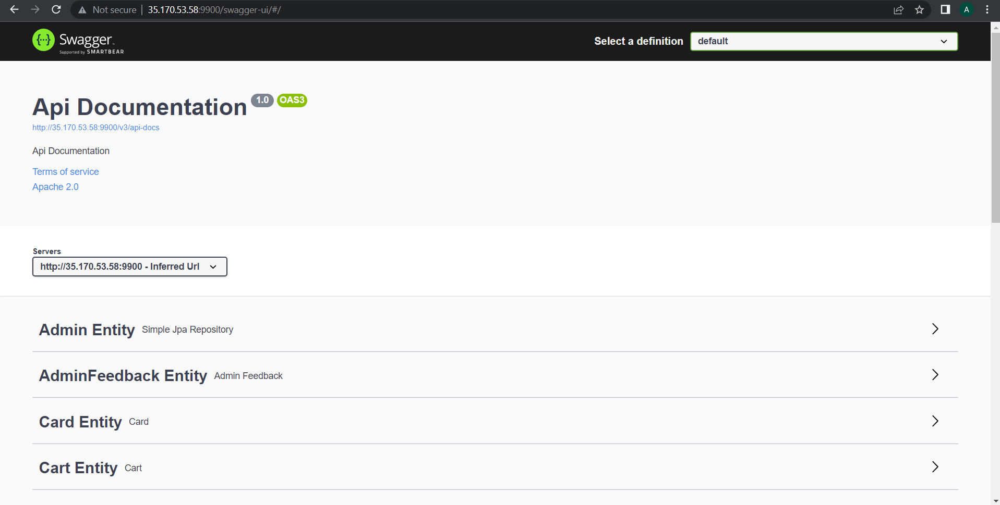 Not secure | 35.170.53.58:9900/swagger-ui/#/
A
{···} Swagger™
Supported by SMARTBEAR
Select a definition
default
Api Documentation 1.0 OAS3
http://35.170.53.58:9900/v3/api-docs
Api Documentation
Terms of service
Apache 2.0
Servers
http://35.170.53.58:9900 - Inferred Url
Admin Entity Simple Jpa Repository
AdminFeedback Entity Admin Feedback
Card Entity Card
Cart Entity Cart